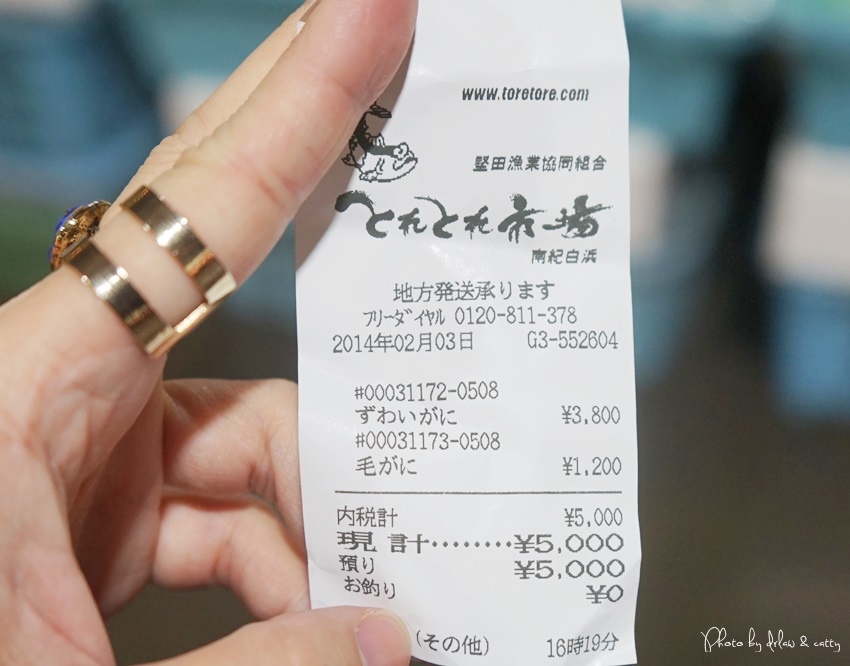 www.toretore.com
堅田漁業協同組合
とれとれ市場
南紀白浜
地方発送承ります
フリーダイヤル 0120-811-378
2014年02月03日 G3-552604
#00031172-0508
ずわいがに ¥3,800
#00031173-0508
毛がに ¥1,200
内税計 ¥5,000
現 計········¥5,000
預り ¥5,000
お釣り ¥0
(その他) 16時19分
Photo by drlaw & catty